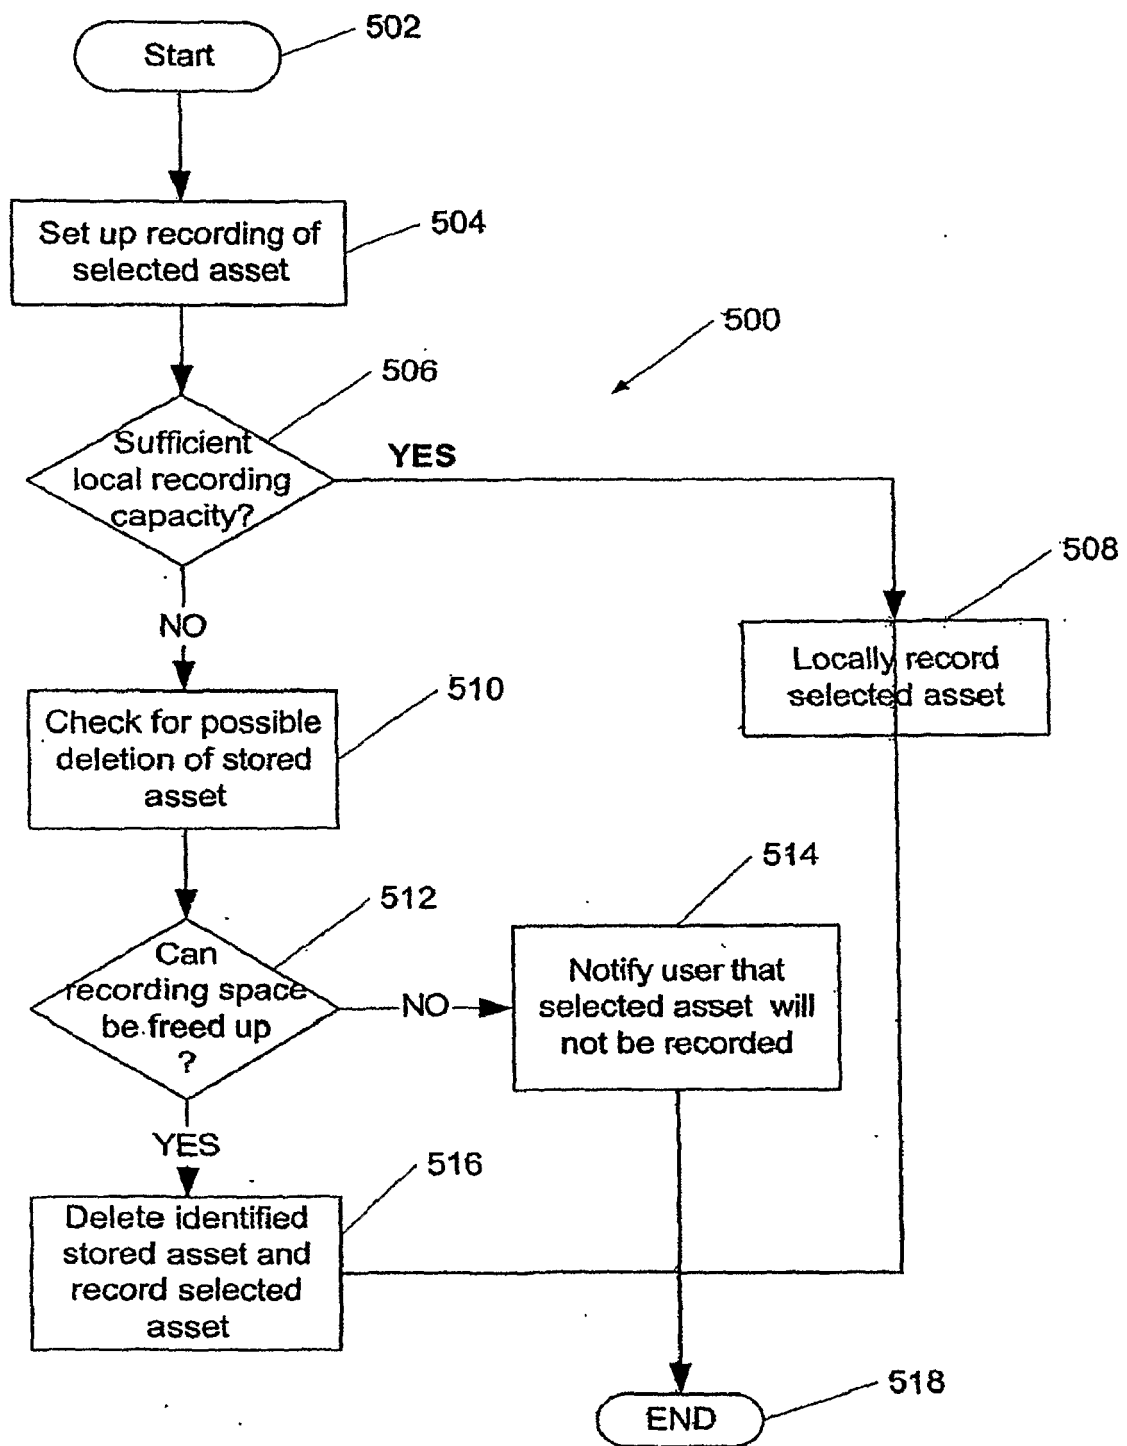 Start
502
Set up recording of
selected asset
504
500
506
Sufficient
local recording
capacity?
YES
NO
508
Locally record
selected asset
510
Check for possible
deletion of stored
asset
512
Can
recording space
be freed up
?
NO
514
Notify user that
selected asset will
not be recorded
YES
516
Delete identified
stored asset and
record selected
asset
518
END